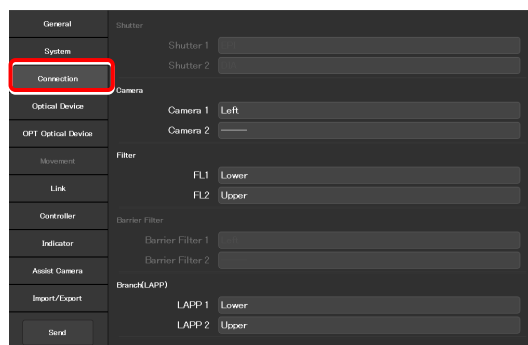 General
System
Connection
Optical Device
OPT Optical Device
Movement
Link
Controller
Indicator
Assist Camera
Import/Export
Send
Shutter
Shutter 1
Shutter 2
Camera
Camera 1 Left
Camera 2 ——
Filter
FL1 Lower
FL2 Upper
Barrier Filter
Barrier Filter 1
Barrier Filter 2
Branch(LAPP)
LAPP 1 Lower
LAPP 2 Upper